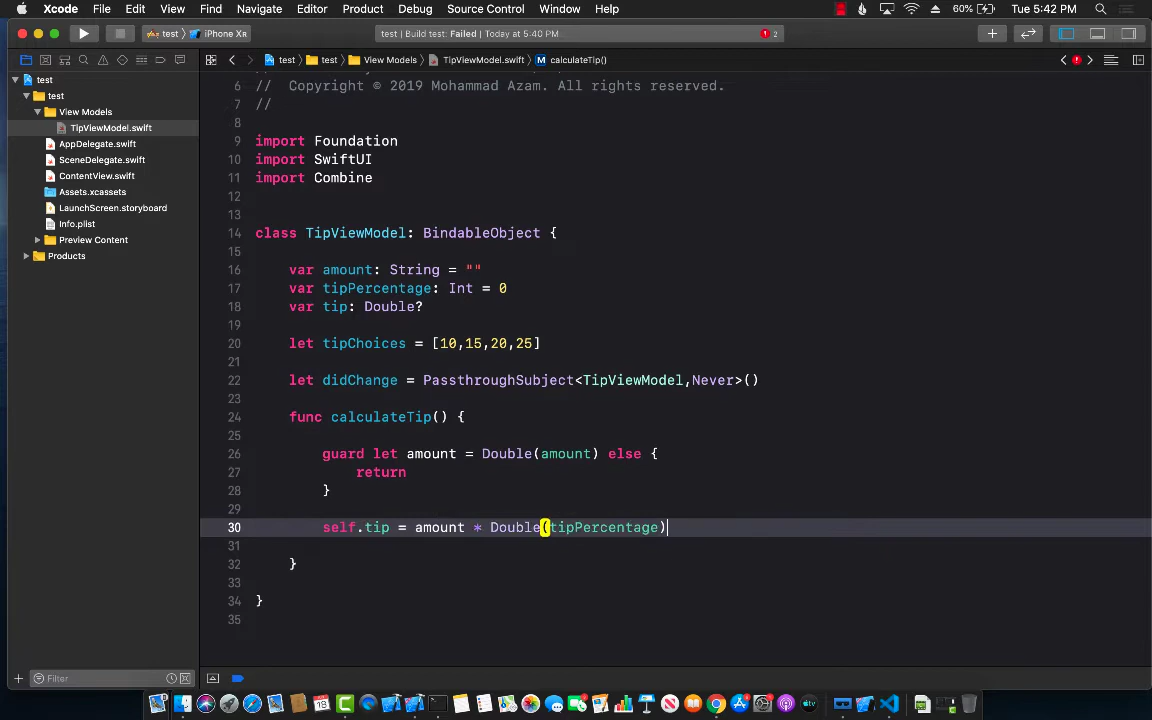 Xcode File Edit View Find Navigate Editor Product Debug Source Control Window Help 60% Tue 5:42 PM
test iPhone XR test | Build test: Failed | Today at 5:40 PM 2
test test View Models TipViewModel.swift M calculateTip()
test
test
View Models
TipViewModel.swift
AppDelegate.swift
SceneDelegate.swift
ContentView.swift
Assets.xcassets
LaunchScreen.storyboard
Info.plist
Preview Content
Products
Filter
6 // Copyright © 2019 Mohammad Azam. All rights reserved.
7 //
8
9 import Foundation
10 import SwiftUI
11 import Combine
12
13
14 class TipViewModel: BindableObject {
15
16 var amount: String = ""
17 var tipPercentage: Int = 0
18 var tip: Double?
19
20 let tipChoices = [10,15,20,25]
21
22 let didChange = PassthroughSubject<TipViewModel,Never>()
23
24 func calculateTip() {
25
26 guard let amount = Double(amount) else {
27 return
28 }
29
30 self.tip = amount * Double(tipPercentage)
31
32 }
33
34 }
35